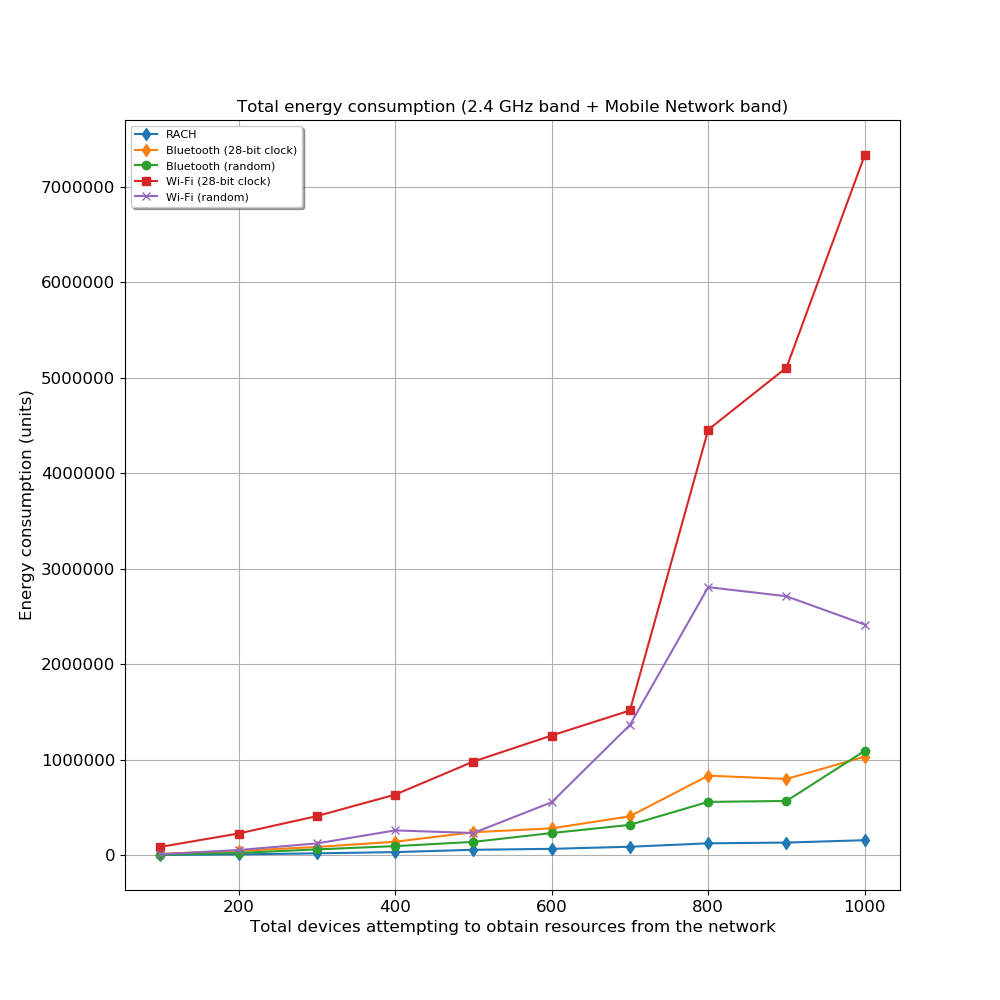 Total energy consumption (2.4 GHz band + Mobile Network band)
RACH
Bluetooth (28-bit clock)
Bluetooth (random)
Wi-Fi (28-bit clock)
Wi-Fi (random)
7000000
6000000
5000000
4000000
3000000
2000000
1000000
0
Energy consumption (units)
200 400 600 800 1000
Total devices attempting to obtain resources from the network